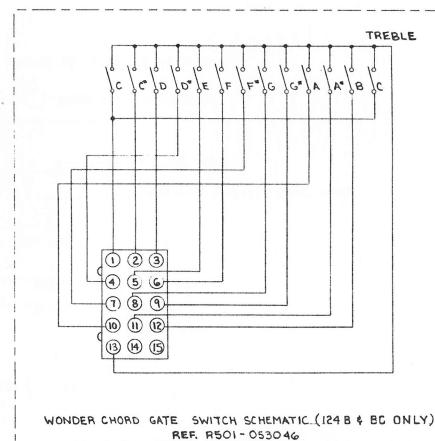 TREBLE
C C# D D# E F F# G G# A A# B C
1 2 3
4 5 6
7 8 9
10 11 12
13 14 15
WONDER CHORD GATE SWITCH SCHEMATIC (124B & BC ONLY)
REF. R501-053046